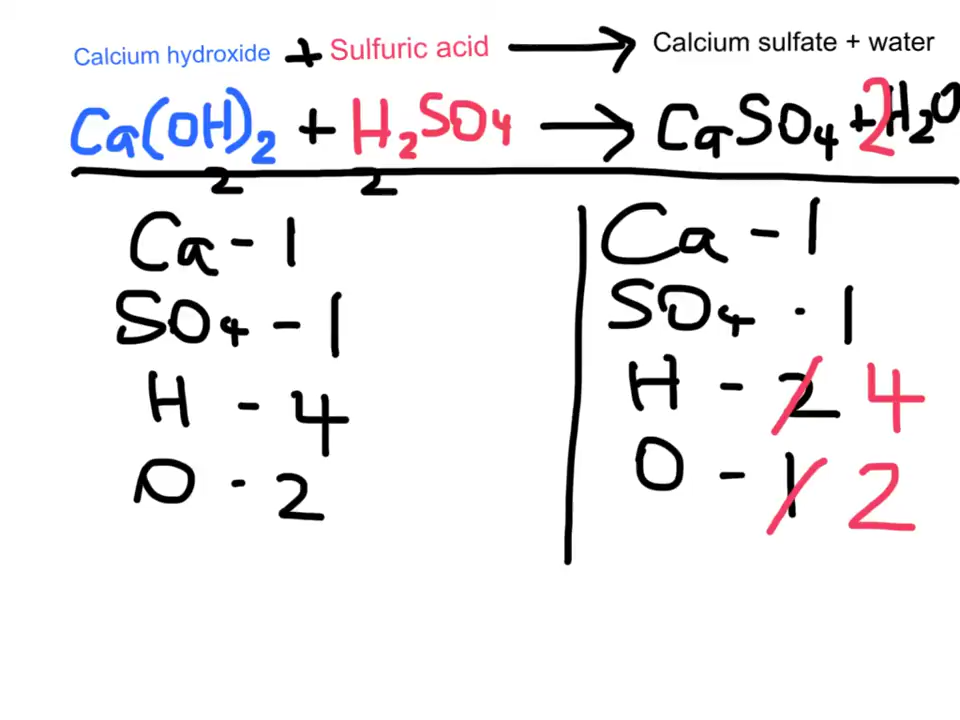 Calcium hydroxide + Sulfuric acid → Calcium sulfate + water
Ca(OH)₂ + H₂SO₄ → CaSO₄ + 2H₂O
2 2
Ca - 1 Ca - 1
SO₄ - 1 SO₄ - 1
H - 4 H - 2 4
O - 2 O - 1 2